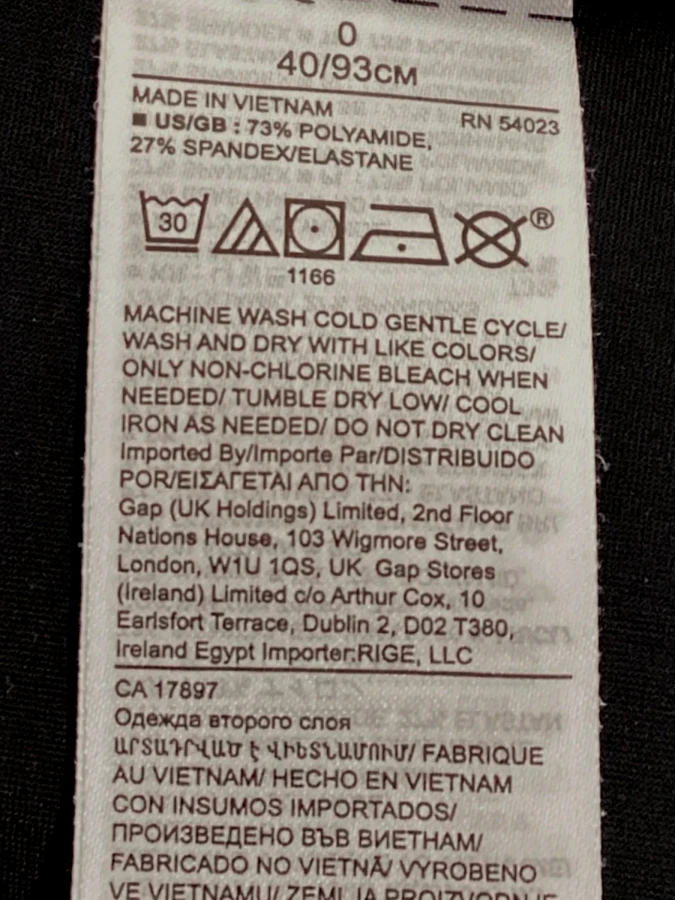 0
40/93CM
MADE IN VIETNAM
RN 54023
■ US/GB : 73% POLYAMIDE,
27% SPANDEX/ELASTANE
30
®
1166
MACHINE WASH COLD GENTLE CYCLE/
WASH AND DRY WITH LIKE COLORS/
ONLY NON-CHLORINE BLEACH WHEN
NEEDED/ TUMBLE DRY LOW/ COOL
IRON AS NEEDED/ DO NOT DRY CLEAN
Imported By/Importe Par/DISTRIBUIDO
POR/ΕΙΣΑΓΕΤΑΙ ΑΠΟ ΤΗΝ:
Gap (UK Holdings) Limited, 2nd Floor
Nations House, 103 Wigmore Street,
London, W1U 1QS, UK Gap Stores
(Ireland) Limited c/o Arthur Cox, 10
Earlsfort Terrace, Dublin 2, D02 T380,
Ireland Egypt Importer:RIGE, LLC
CA 17897
Одежда второго слоя
ԱՐՏԱԴՐՎԱԾ Է ՎԻԵՏՆԱՄՈՒՄ/ FABRIQUE
AU VIETNAM/ HECHO EN VIETNAM
CON INSUMOS IMPORTADOS/
ПРОИЗВЕДЕНО ВЪВ ВИЕТНАМ/
FABRICADO NO VIETNÃ/ VYROBENO
VE VIETNAMU/ ZEMLJA PROIZVODNJE